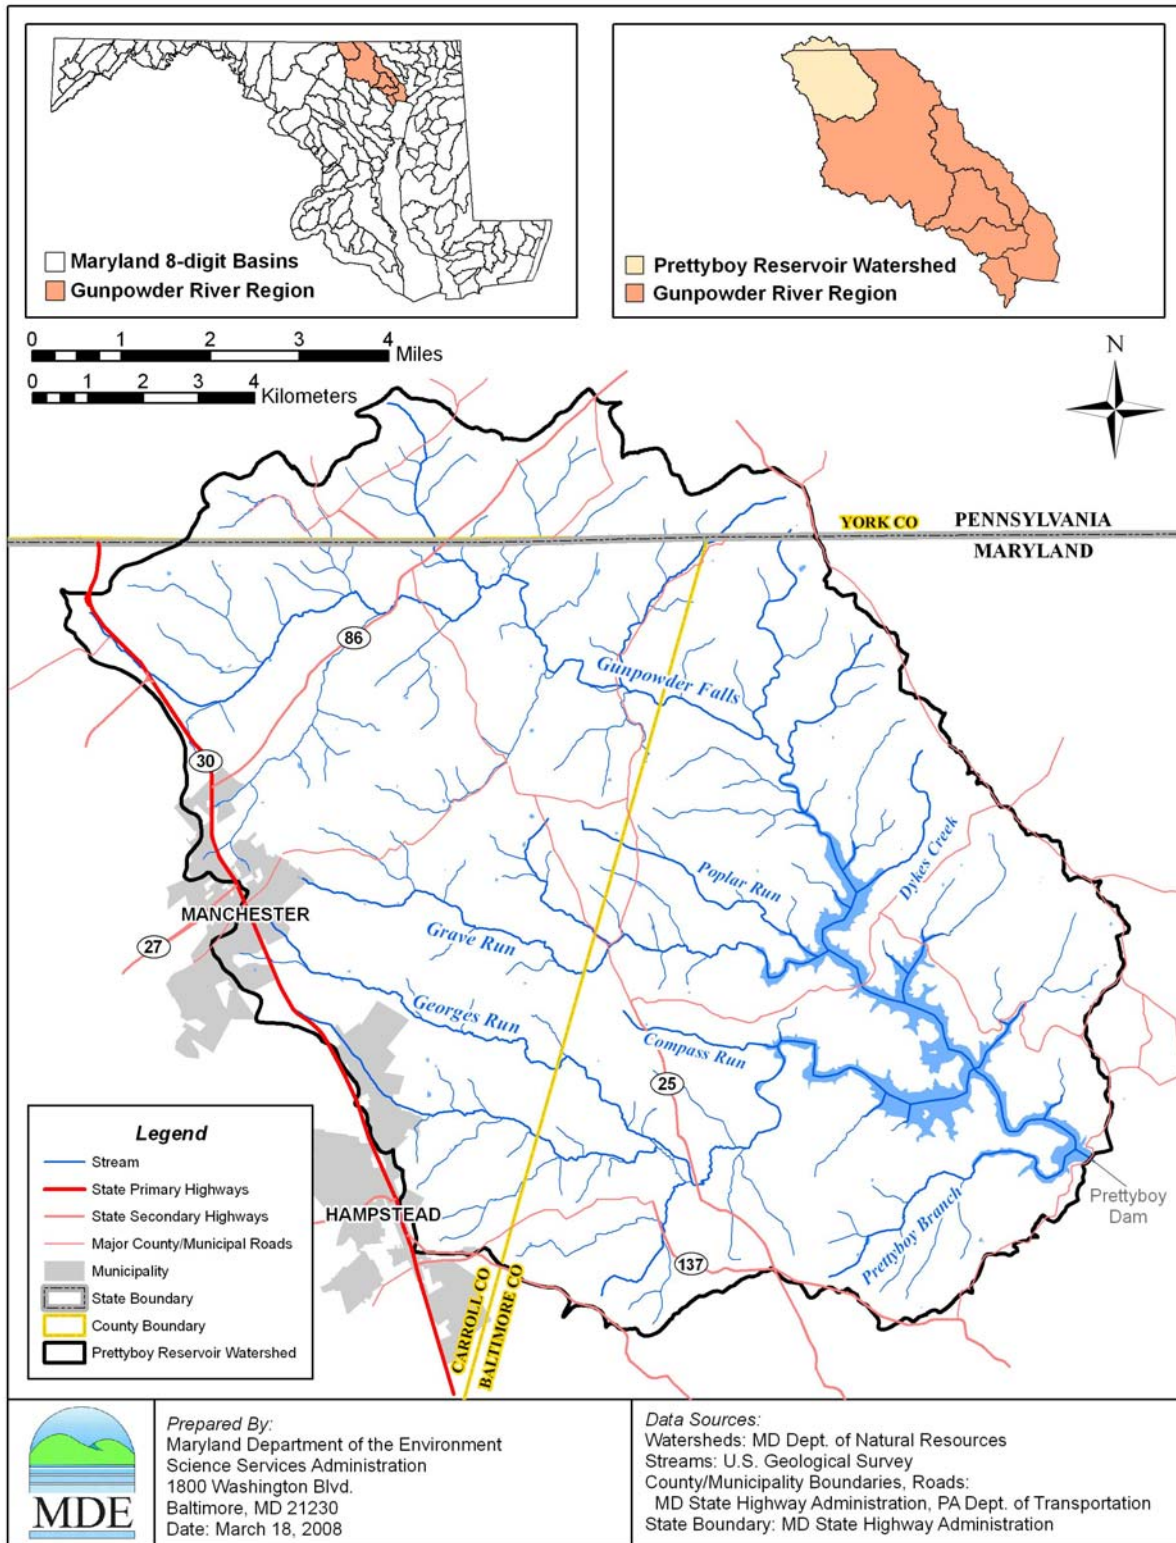 Maryland 8-digit Basins
Gunpowder River Region
Prettyboy Reservoir Watershed
Gunpowder River Region
0 1 2 3 4 Miles
0 1 2 3 4 Kilometers
N
YORK CO
PENNSYLVANIA
MARYLAND
86
Gunpowder Falls
30
Dykes Creek
Poplar Run
MANCHESTER
27
Grave Run
Georges Run
Compass Run
25
Prettyboy
Dam
Prettyboy Branch
HAMPSTEAD
137
CARROLL CO
BALTIMORE CO
Legend
Stream
State Primary Highways
State Secondary Highways
Major County/Municipal Roads
Municipality
State Boundary
County Boundary
Prettyboy Reservoir Watershed
MDE
Prepared By:
Maryland Department of the Environment
Science Services Administration
1800 Washington Blvd.
Baltimore, MD 21230
Date: March 18, 2008
Data Sources:
Watersheds: MD Dept. of Natural Resources
Streams: U.S. Geological Survey
County/Municipality Boundaries, Roads:
MD State Highway Administration, PA Dept. of Transportation
State Boundary: MD State Highway Administration